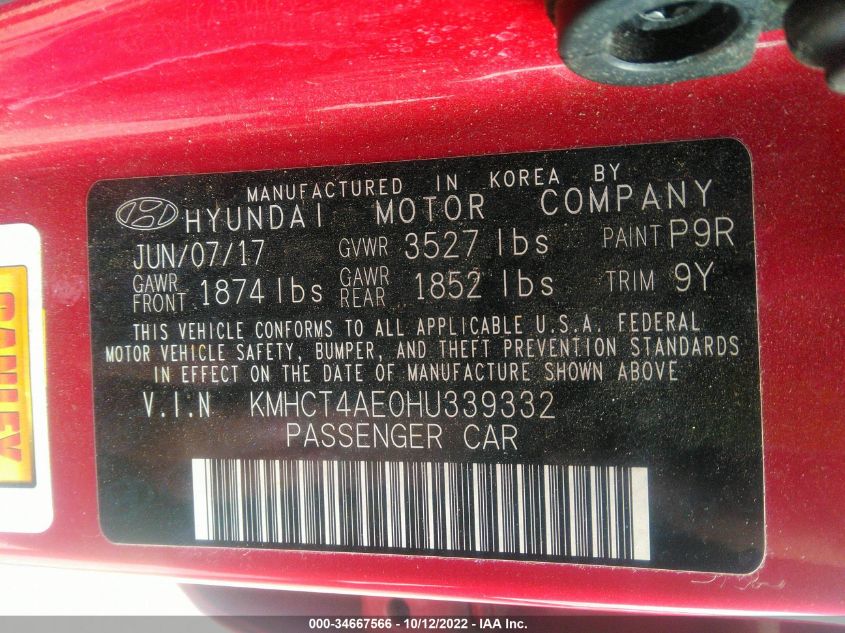 MANUFACTURED IN KOREA BY
HYUNDAI MOTOR COMPANY
JUN/07/17 GVWR 3527 lbs PAINT P9R
GAWR FRONT 1874 lbs GAWR REAR 1852 lbs TRIM 9Y
THIS VEHICLE CONFORMS TO ALL APPLICABLE U.S.A. FEDERAL
MOTOR VEHICLE SAFETY, BUMPER, AND THEFT PREVENTION STANDARDS
IN EFFECT ON THE DATE OF MANUFACTURE SHOWN ABOVE
V.I.N KMHCT4AE0HU339332
PASSENGER CAR
000-34667566 - 10/12/2022 - IAA Inc.